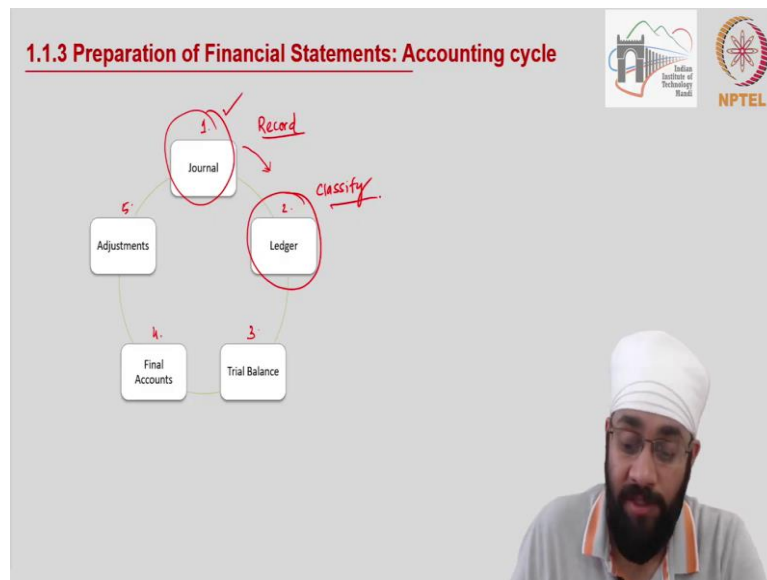 1.1.3 Preparation of Financial Statements: Accounting cycle
Indian
Institute of
Technology
Mandi
NPTEL
1.
Record
Journal
Classify
5.
2.
Adjustments
Ledger
4.
3.
Final
Accounts
Trial Balance